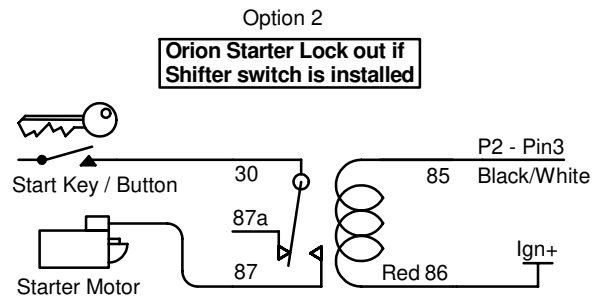 Option 2
Orion Starter Lock out if
Shifter switch is installed
Start Key / Button
30
85
P2 - Pin3
Black/White
87a
87
Red 86
Ign+
Starter Motor